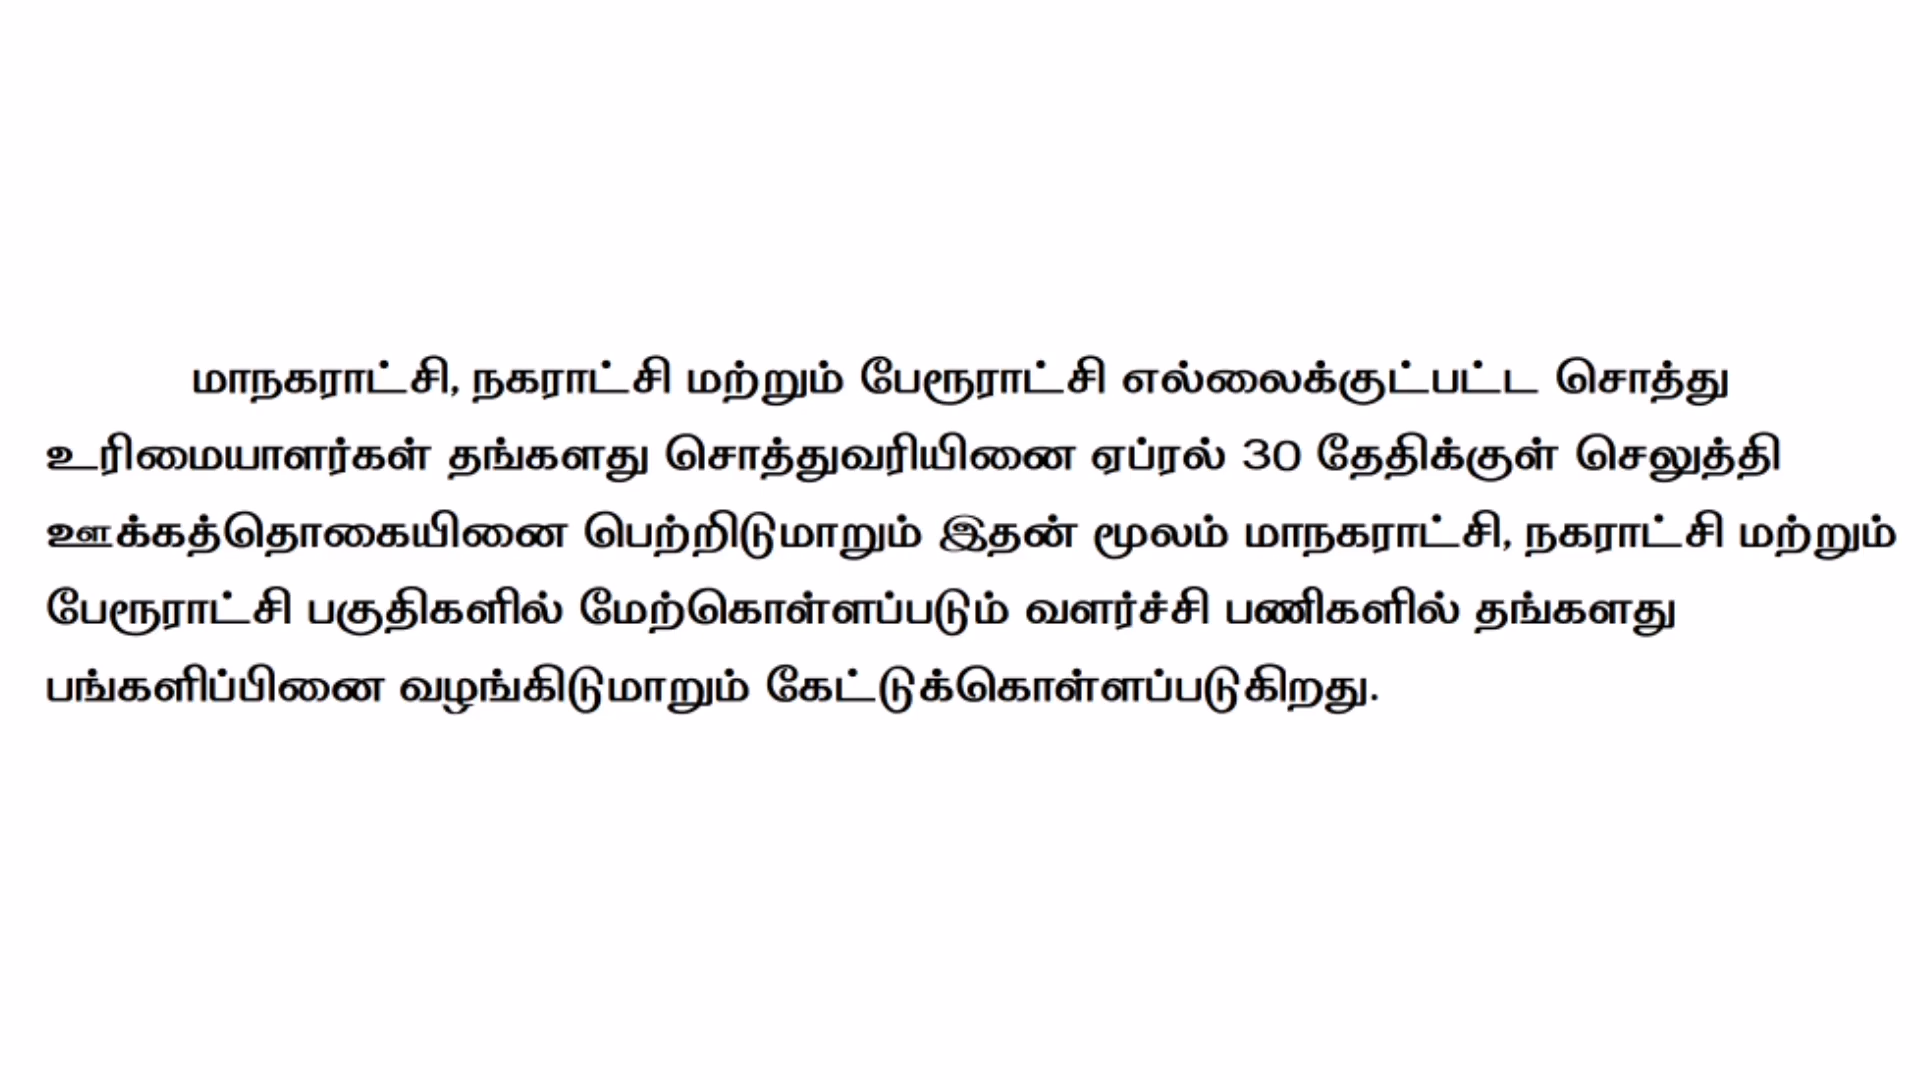 மாநகராட்சி, நகராட்சி மற்றும் பேரூராட்சி எல்லைக்குட்பட்ட சொத்து
உரிமையாளர்கள் தங்களது சொத்துவரியினை ஏப்ரல் 30 தேதிக்குள் செலுத்தி
ஊக்கத்தொகையினை பெற்றிடுமாறும் இதன் மூலம் மாநகராட்சி, நகராட்சி மற்றும்
பேரூராட்சி பகுதிகளில் மேற்கொள்ளப்படும் வளர்ச்சி பணிகளில் தங்களது
பங்களிப்பினை வழங்கிடுமாறும் கேட்டுக்கொள்ளப்படுகிறது.